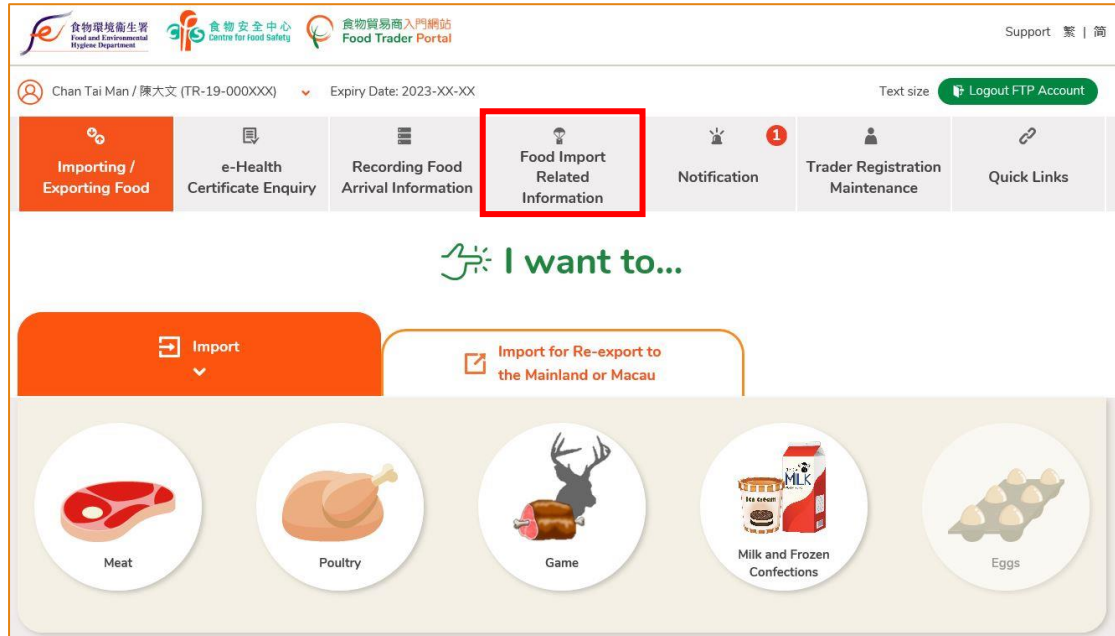 食物環境衞生署
Food and Environmental
Hygiene Department
食物安全中心
Centre for Food Safety
食物貿易商入門網站
Food Trader Portal
Support 繁 | 简
Chan Tai Man / 陳大文 (TR-19-000XXX)
Expiry Date: 2023-XX-XX
Text size
Logout FTP Account
Importing /
Exporting Food
e-Health
Certificate Enquiry
Recording Food
Arrival Information
Food Import
Related
Information
Notification
1
Trader Registration
Maintenance
Quick Links
I want to...
Import
Import for Re-export to
the Mainland or Macau
Meat
Poultry
Game
Ice cream
MILK
Milk and Frozen
Confections
Eggs